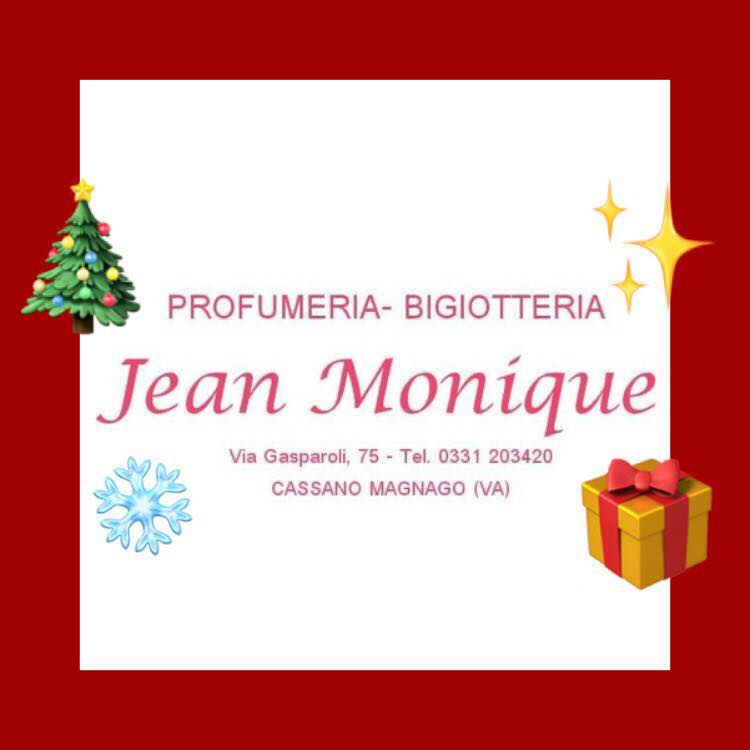 PROFUMERIA- BIGIOTTERIA
Jean Monique
Via Gasparoli, 75 - Tel. 0331 203420
CASSANO MAGNAGO (VA)